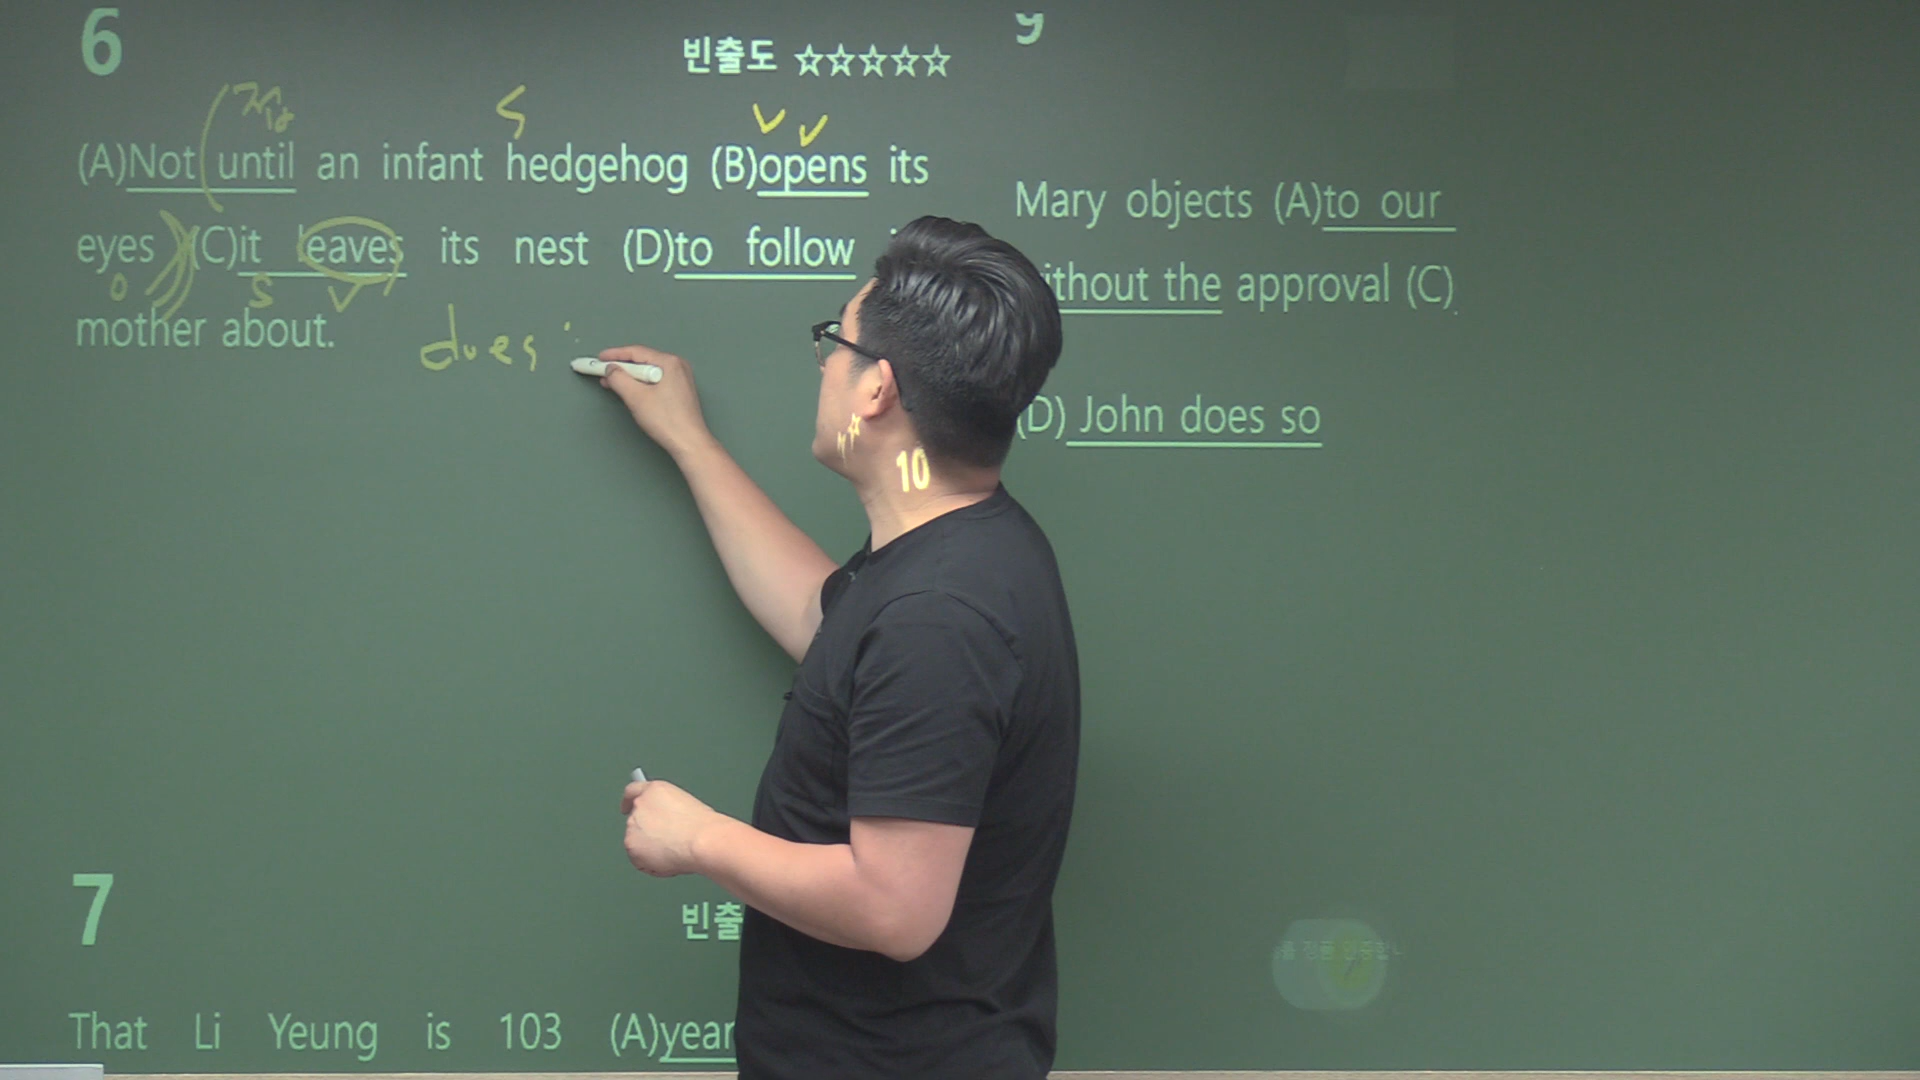 6
빈출도 ☆☆☆☆☆
접
S
V V
(A)Not until an infant hedgehog (B)opens its
eyes (C)it leaves its nest (D)to follow
O S V
mother about.
does
7
빈출
That Li Yeung is 103 (A)year
9
Mary objects (A)to our
without the approval (C)
(D) John does so
10